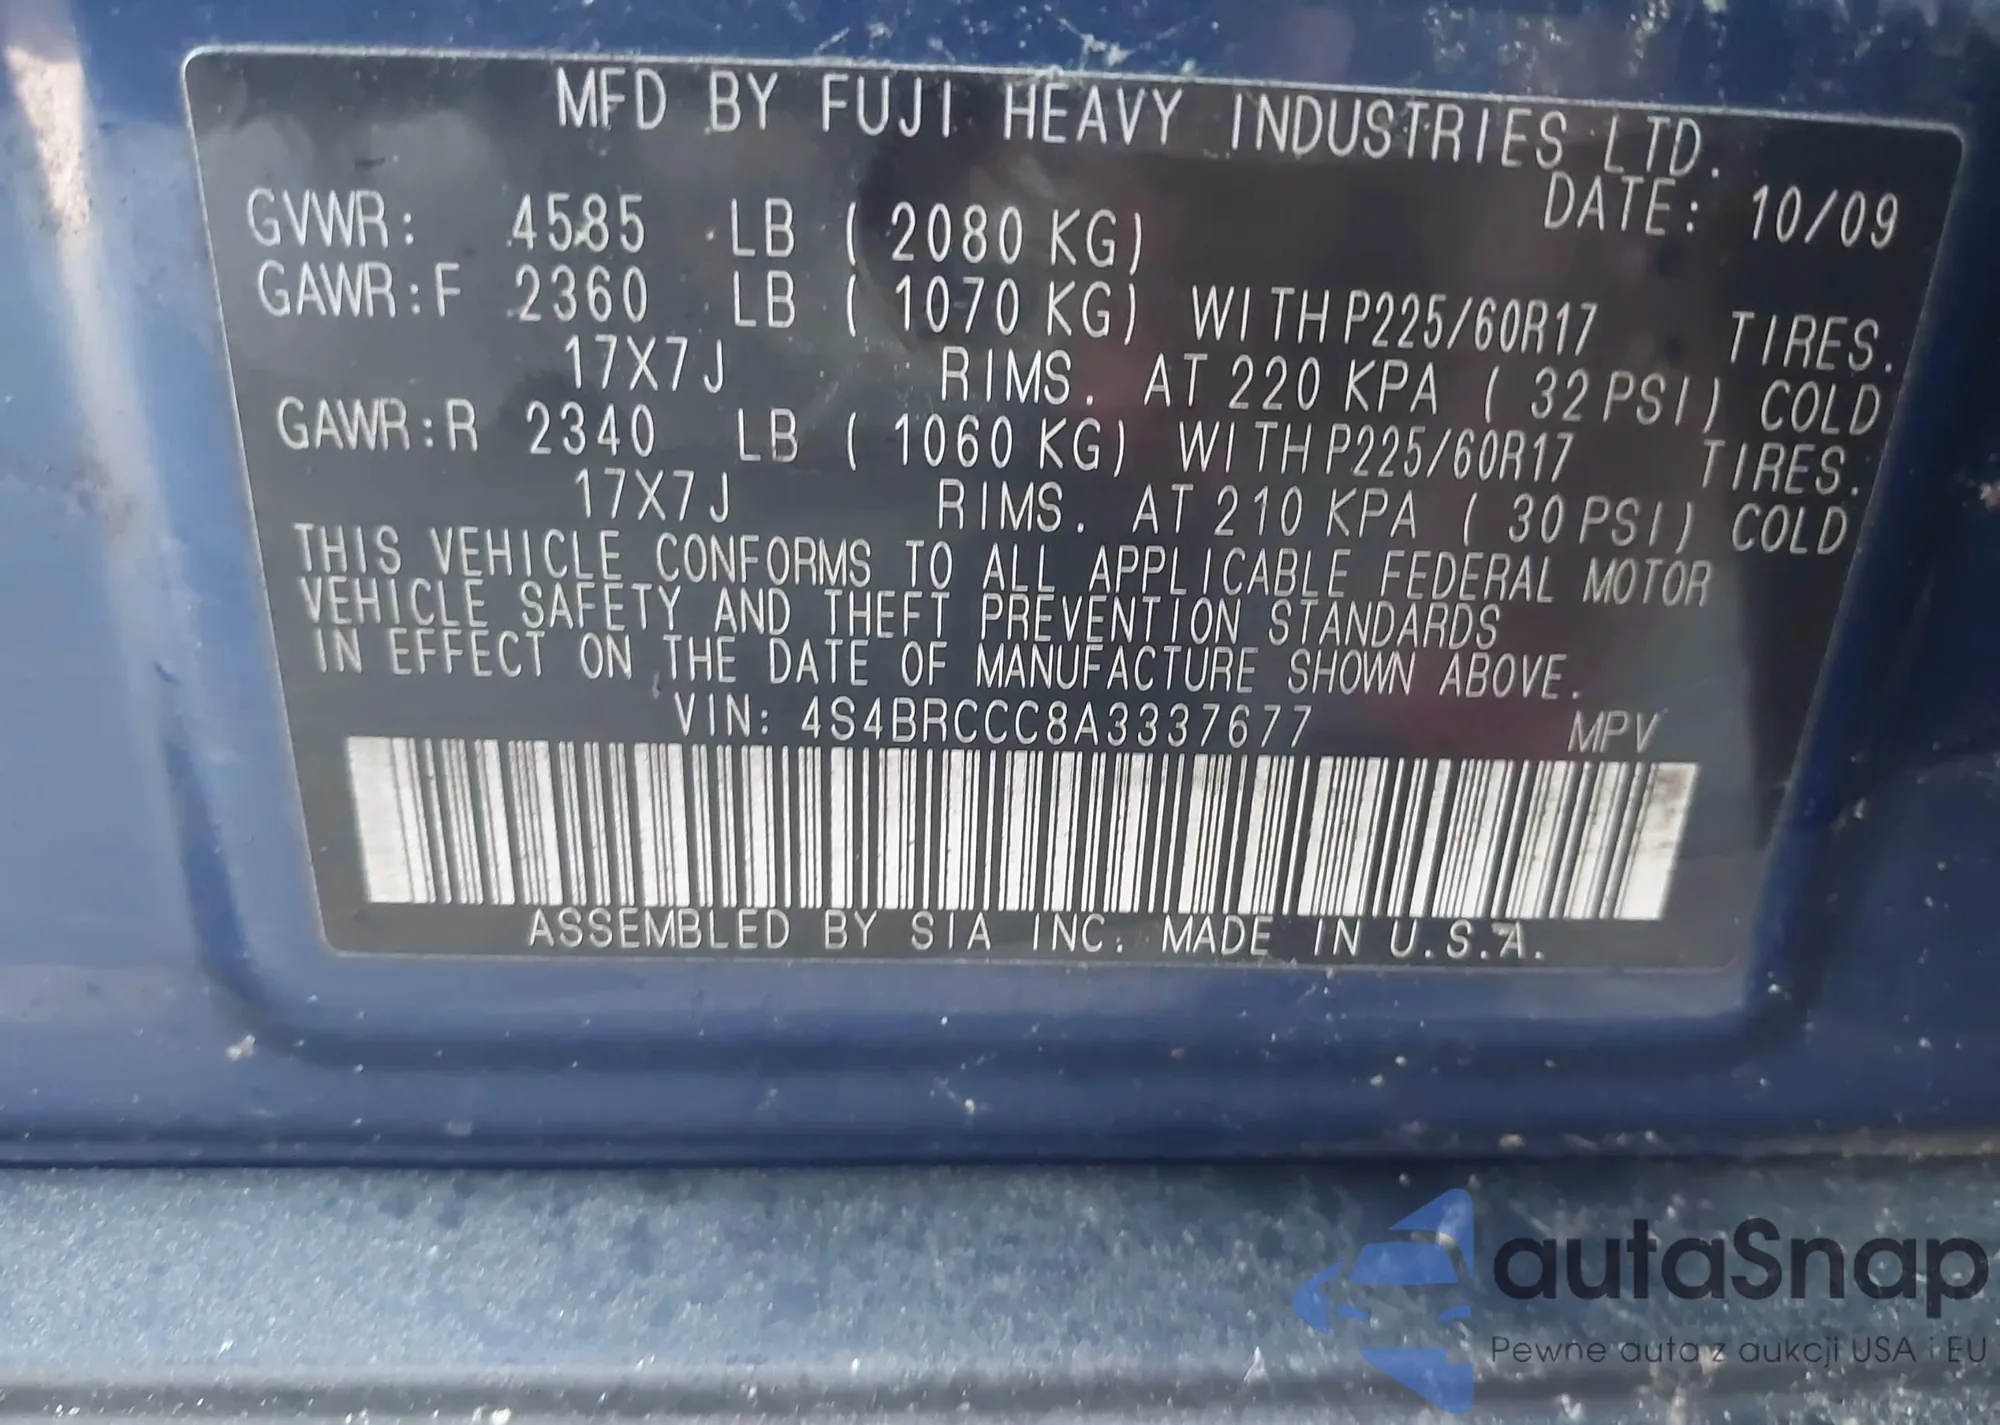 MFD BY FUJI HEAVY INDUSTRIES LTD.
DATE: 10/09
GVWR: 4585 LB ( 2080 KG)
GAWR:F 2360 LB ( 1070 KG) WITH P225/60R17 TIRES.
17X7J RIMS. AT 220 KPA ( 32 PSI) COLD
GAWR:R 2340 LB ( 1060 KG) WITH P225/60R17 TIRES.
17X7J RIMS. AT 210 KPA ( 30 PSI) COLD
THIS VEHICLE CONFORMS TO ALL APPLICABLE FEDERAL MOTOR
VEHICLE SAFETY AND THEFT PREVENTION STANDARDS
IN EFFECT ON THE DATE OF MANUFACTURE SHOWN ABOVE.
VIN: 4S4BRCCC8A3337677 MPV
ASSEMBLED BY SIA INC. MADE IN U.S.A.
autaSnap
Pewne auta z aukcji USA i EU